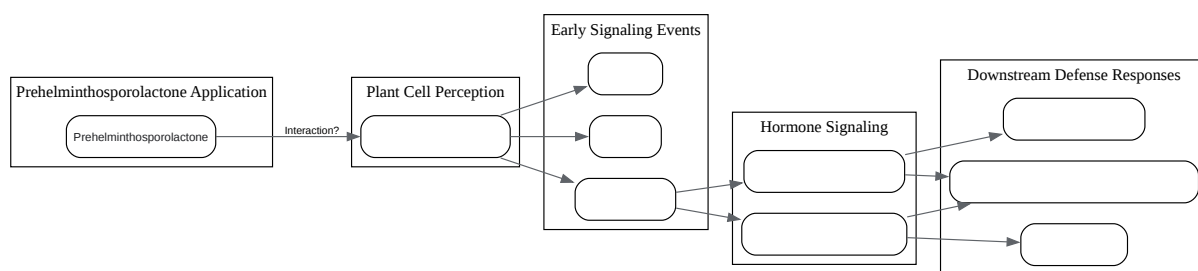 Prehelminthosporolactone Application
Prehelminthosporolactone
Interaction?
Plant Cell Perception
Early Signaling Events
Hormone Signaling
Downstream Defense Responses